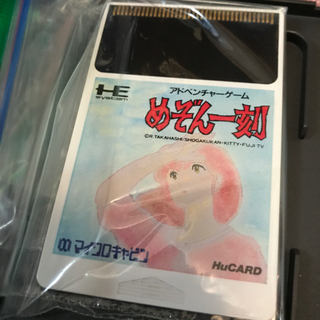 HE
system
アドベンチャーゲーム
めぞん一刻
©R.TAKAHASHI/SHOGAKUKAN・KITTY・FUJI TV
マイクロキャビン
HuCARD